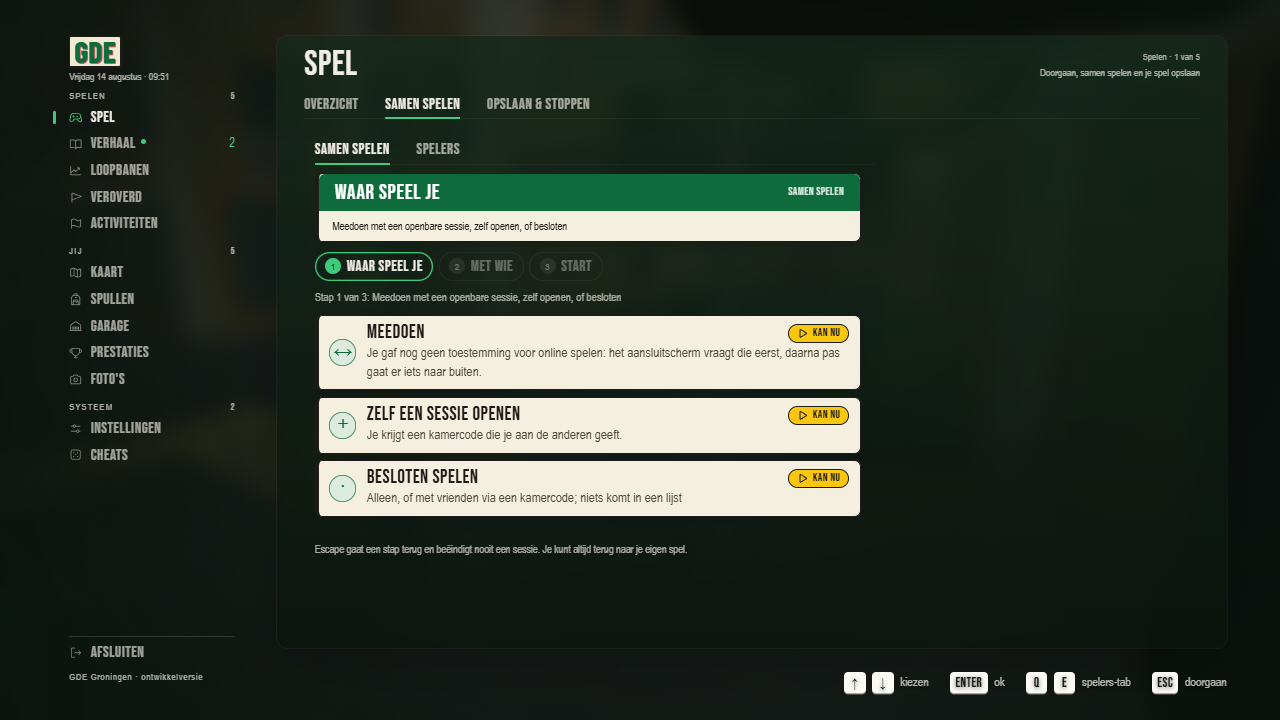 GDE
Vrijdag 14 augustus · 09:51
SPELEN 5
SPEL
VERHAAL 2
LOOPBANEN
VEROVERD
ACTIVITEITEN
JIJ 5
KAART
SPULLEN
GARAGE
PRESTATIES
FOTO'S
SYSTEEM 2
INSTELLINGEN
CHEATS
AFSLUITEN
GDE Groningen · ontwikkelversie
SPEL
Spelen · 1 van 5
Doorgaan, samen spelen en je spel opslaan
OVERZICHT SAMEN SPELEN OPSLAAN & STOPPEN
SAMEN SPELEN SPELERS
WAAR SPEEL JE SAMEN SPELEN
Meedoen met een openbare sessie, zelf openen, of besloten
1 WAAR SPEEL JE 2 MET WIE 3 START
Stap 1 van 3: Meedoen met een openbare sessie, zelf openen, of besloten
MEEDOEN KAN NU
Je gaf nog geen toestemming voor online spelen: het aansluitscherm vraagt die eerst, daarna pas
gaat er iets naar buiten.
ZELF EEN SESSIE OPENEN KAN NU
Je krijgt een kamercode die je aan de anderen geeft.
BESLOTEN SPELEN KAN NU
Alleen, of met vrienden via een kamercode; niets komt in een lijst
Escape gaat een stap terug en beëindigt nooit een sessie. Je kunt altijd terug naar je eigen spel.
↑ ↓ kiezen ENTER ok Q E spelers-tab ESC doorgaan